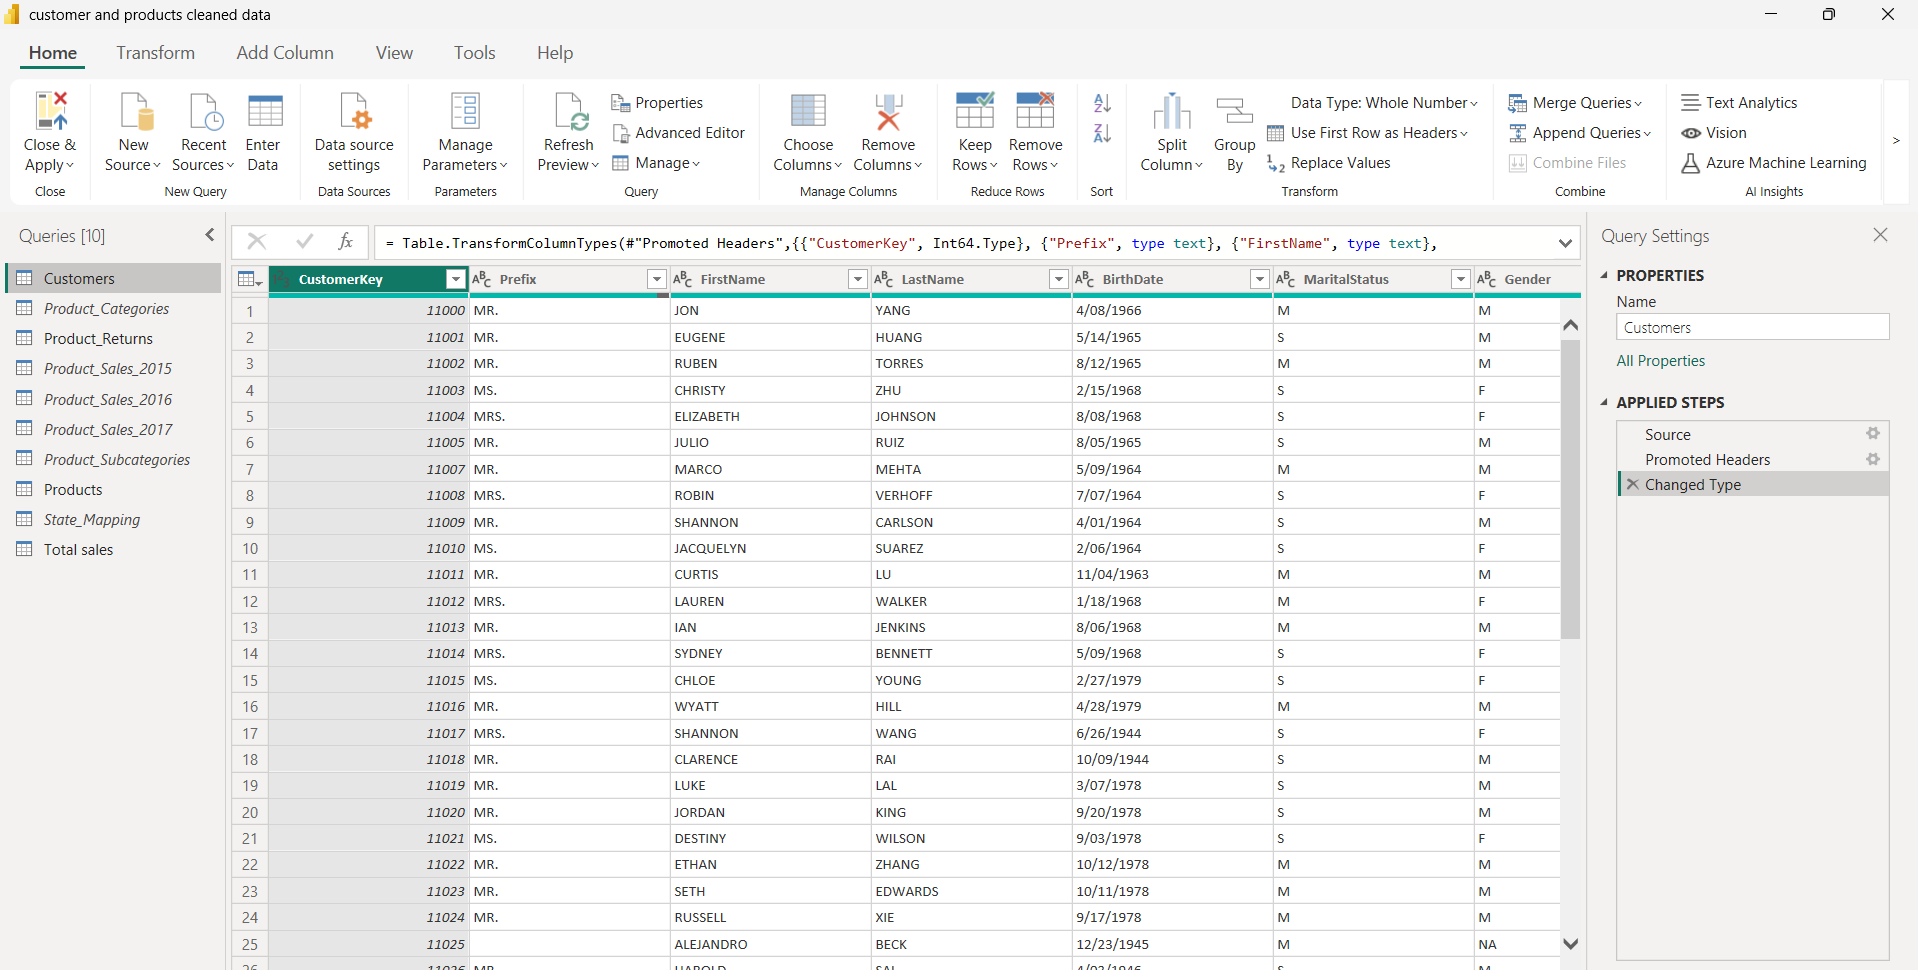 customer and products cleaned data
Home Transform Add Column View Tools Help
Close & Apply
Close
New Source
Recent Sources
Enter Data
New Query
Data source settings
Data Sources
Manage Parameters
Parameters
Refresh Preview
Properties
Advanced Editor
Manage
Query
Choose Columns
Remove Columns
Manage Columns
Keep Rows
Remove Rows
Reduce Rows
Sort
Split Column
Group By
Data Type: Whole Number
Use First Row as Headers
Replace Values
Transform
Merge Queries
Append Queries
Combine Files
Combine
Text Analytics
Vision
Azure Machine Learning
AI Insights
Queries [10]
Customers
Product_Categories
Product_Returns
Product_Sales_2015
Product_Sales_2016
Product_Sales_2017
Product_Subcategories
Products
State_Mapping
Total sales
fx = Table.TransformColumnTypes(#"Promoted Headers",{{"CustomerKey", Int64.Type}, {"Prefix", type text}, {"FirstName", type text},
CustomerKey ABC Prefix ABC FirstName ABC LastName ABC BirthDate ABC MaritalStatus ABC Gender
1 11000 MR. JON YANG 4/08/1966 M M
2 11001 MR. EUGENE HUANG 5/14/1965 S M
3 11002 MR. RUBEN TORRES 8/12/1965 M M
4 11003 MS. CHRISTY ZHU 2/15/1968 S F
5 11004 MRS. ELIZABETH JOHNSON 8/08/1968 S F
6 11005 MR. JULIO RUIZ 8/05/1965 S M
7 11007 MR. MARCO MEHTA 5/09/1964 M M
8 11008 MRS. ROBIN VERHOFF 7/07/1964 S F
9 11009 MR. SHANNON CARLSON 4/01/1964 S M
10 11010 MS. JACQUELYN SUAREZ 2/06/1964 S F
11 11011 MR. CURTIS LU 11/04/1963 M M
12 11012 MRS. LAUREN WALKER 1/18/1968 M F
13 11013 MR. IAN JENKINS 8/06/1968 M M
14 11014 MRS. SYDNEY BENNETT 5/09/1968 S F
15 11015 MS. CHLOE YOUNG 2/27/1979 S F
16 11016 MR. WYATT HILL 4/28/1979 M M
17 11017 MRS. SHANNON WANG 6/26/1944 S F
18 11018 MR. CLARENCE RAI 10/09/1944 S M
19 11019 MR. LUKE LAL 3/07/1978 S M
20 11020 MR. JORDAN KING 9/20/1978 S M
21 11021 MS. DESTINY WILSON 9/03/1978 S F
22 11022 MR. ETHAN ZHANG 10/12/1978 M M
23 11023 MR. SETH EDWARDS 10/11/1978 M M
24 11024 MR. RUSSELL XIE 9/17/1978 M M
25 11025 ALEJANDRO BECK 12/23/1945 M NA
Query Settings
PROPERTIES
Name
Customers
All Properties
APPLIED STEPS
Source
Promoted Headers
Changed Type